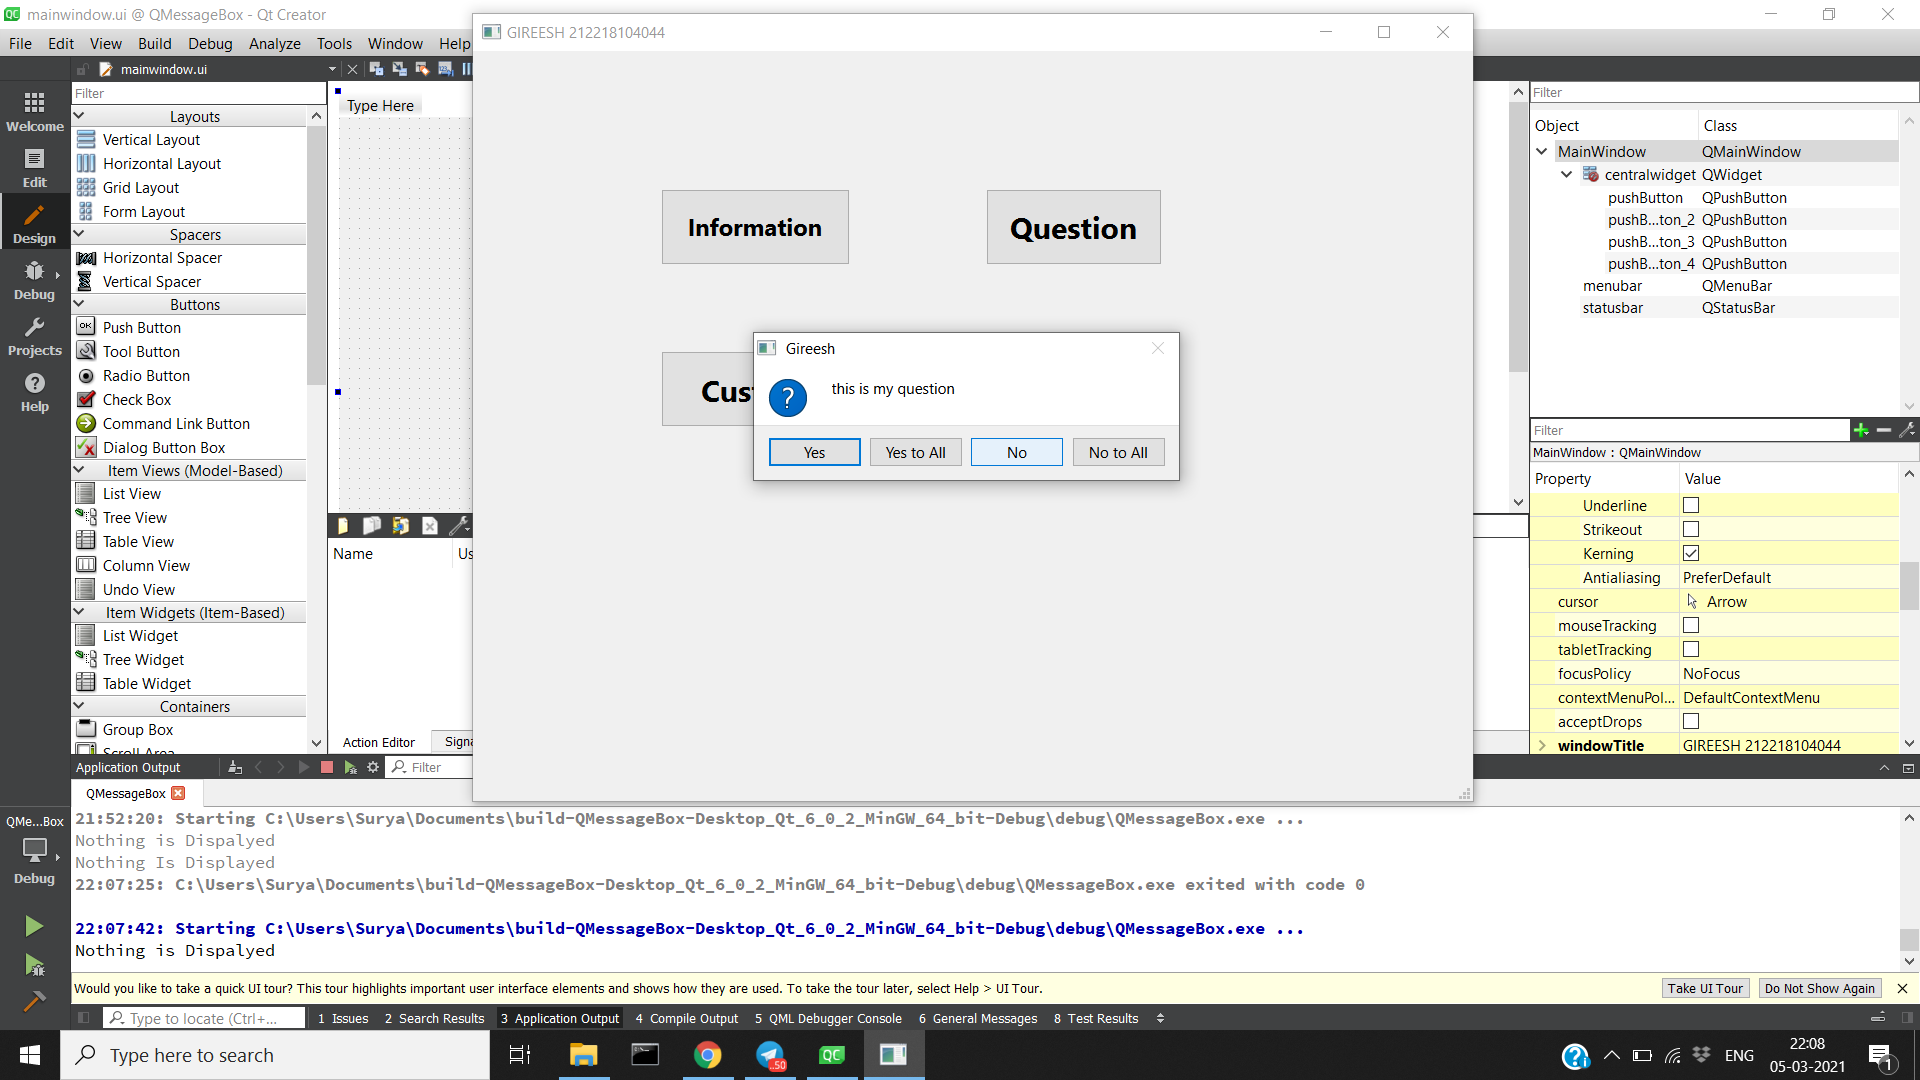 mainwindow.ui @ QMessageBox - Qt Creator
File Edit View Build Debug Analyze Tools Window Help
GIREESH 212218104044
mainwindow.ui
Filter
Type Here
Layouts
Vertical Layout
Horizontal Layout
Grid Layout
Form Layout
Spacers
Horizontal Spacer
Vertical Spacer
Buttons
Push Button
Tool Button
Radio Button
Check Box
Command Link Button
Dialog Button Box
Item Views (Model-Based)
List View
Tree View
Table View
Column View
Undo View
Item Widgets (Item-Based)
List Widget
Tree Widget
Table Widget
Containers
Group Box
Scroll Area
Welcome
Edit
Design
Debug
Projects
Help
Information
Question
Cus
Gireesh
this is my question
Yes
Yes to All
No
No to All
Name Us
Action Editor Signa
Filter
Object Class
MainWindow QMainWindow
centralwidget QWidget
pushButton QPushButton
pushB...ton_2 QPushButton
pushB...ton_3 QPushButton
pushB...ton_4 QPushButton
menubar QMenuBar
statusbar QStatusBar
Filter
MainWindow : QMainWindow
Property Value
Underline
Strikeout
Kerning
Antialiasing PreferDefault
cursor Arrow
mouseTracking
tabletTracking
focusPolicy NoFocus
contextMenuPol... DefaultContextMenu
acceptDrops
windowTitle GIREESH 212218104044
Application Output
Filter
QMessageBox
QMe...Box
Debug
21:52:20: Starting C:\Users\Surya\Documents\build-QMessageBox-Desktop_Qt_6_0_2_MinGW_64_bit-Debug\debug\QMessageBox.exe ...
Nothing is Dispalyed
Nothing Is Displayed
22:07:25: C:\Users\Surya\Documents\build-QMessageBox-Desktop_Qt_6_0_2_MinGW_64_bit-Debug\debug\QMessageBox.exe exited with code 0
22:07:42: Starting C:\Users\Surya\Documents\build-QMessageBox-Desktop_Qt_6_0_2_MinGW_64_bit-Debug\debug\QMessageBox.exe ...
Nothing is Dispalyed
Would you like to take a quick UI tour? This tour highlights important user interface elements and shows how they are used. To take the tour later, select Help > UI Tour.
Take UI Tour
Do Not Show Again
Type to locate (Ctrl+...
1 Issues 2 Search Results 3 Application Output 4 Compile Output 5 QML Debugger Console 6 General Messages 8 Test Results
Type here to search
QC
.50
ENG
22:08
05-03-2021
1